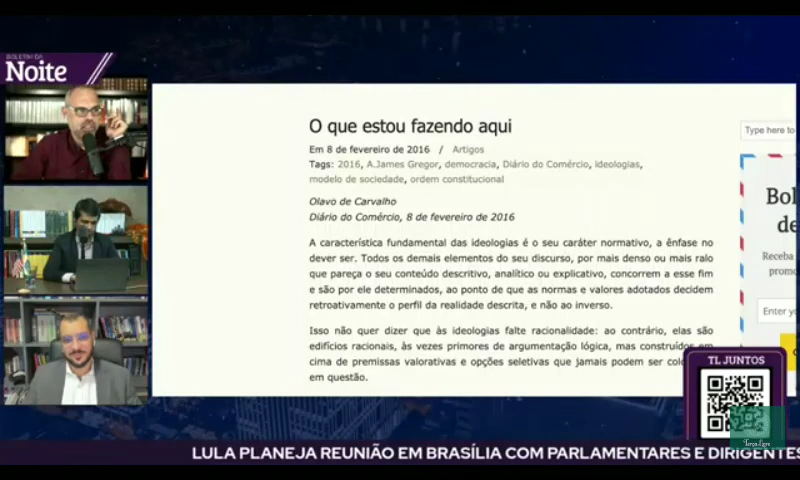 BOLETIM DA
Noite
O que estou fazendo aqui
Em 8 de fevereiro de 2016 / Artigos
Tags: 2016, A.James Gregor, democracia, Diário do Comércio, ideologias,
modelo de sociedade, ordem constitucional
Olavo de Carvalho
Diário do Comércio, 8 de fevereiro de 2016
A característica fundamental das ideologias é o seu caráter normativo, a ênfase no
dever ser. Todos os demais elementos do seu discurso, por mais denso ou mais ralo
que pareça o seu conteúdo descritivo, analítico ou explicativo, concorrem a esse fim
e são por ele determinados, ao ponto de que as normas e valores adotados decidem
retroativamente o perfil da realidade descrita, e não ao inverso.
Isso não quer dizer que às ideologias falte racionalidade: ao contrário, elas são
edifícios racionais, às vezes primores de argumentação lógica, mas construídos em
cima de premissas valorativas e opções seletivas que jamais podem ser colo
em questão.
Type here to
Bol
de
Receba
promo
Enter yo
TL JUNTOS
Terça Livre
LULA PLANEJA REUNIÃO EM BRASÍLIA COM PARLAMENTARES E DIRIGENTES